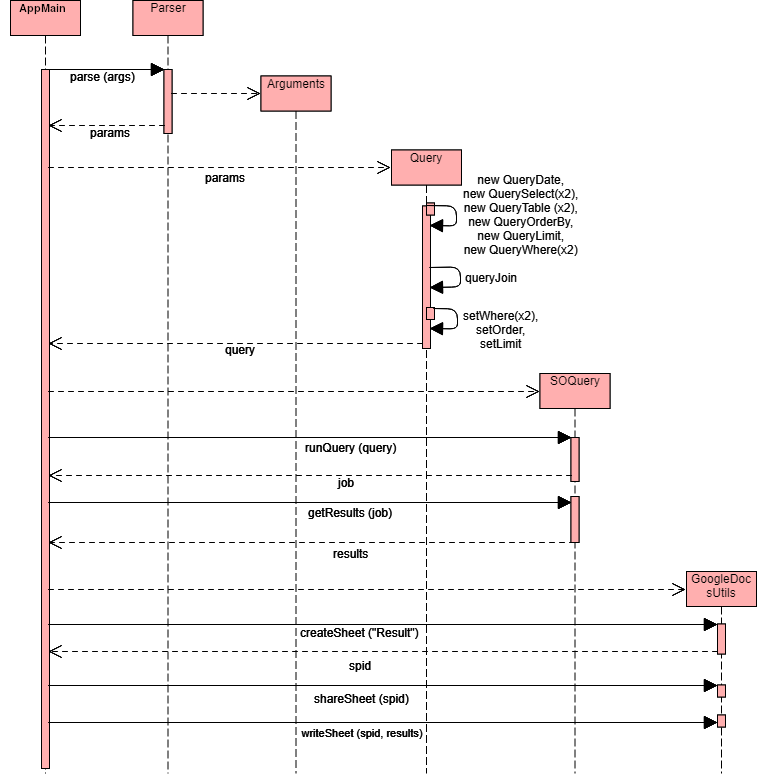 AppMain
Parser
parse (args)
Arguments
params
Query
params
new QueryDate,
new QuerySelect(x2),
new QueryTable (x2),
new QueryOrderBy,
new QueryLimit,
new QueryWhere(x2)
queryJoin
setWhere(x2),
setOrder,
setLimit
query
SOQuery
runQuery (query)
job
getResults (job)
results
GoogleDoc
sUtils
createSheet ("Result")
spid
shareSheet (spid)
writeSheet (spid, results)